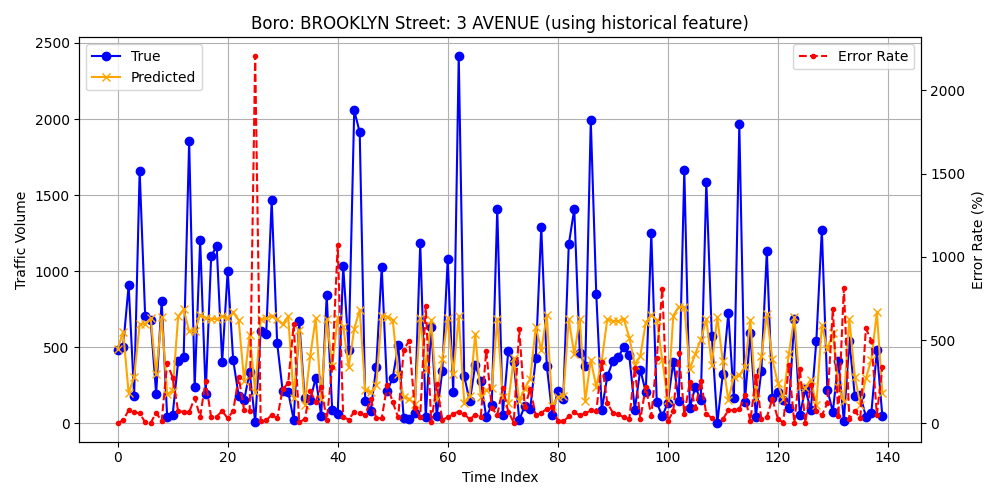 Boro: BROOKLYN Street: 3 AVENUE (using historical feature)
True
Predicted
Error Rate
2500
2000
1500
1000
500
0
Traffic Volume
2000
1500
1000
500
0
Error Rate (%)
0 20 40 60 80 100 120 140
Time Index